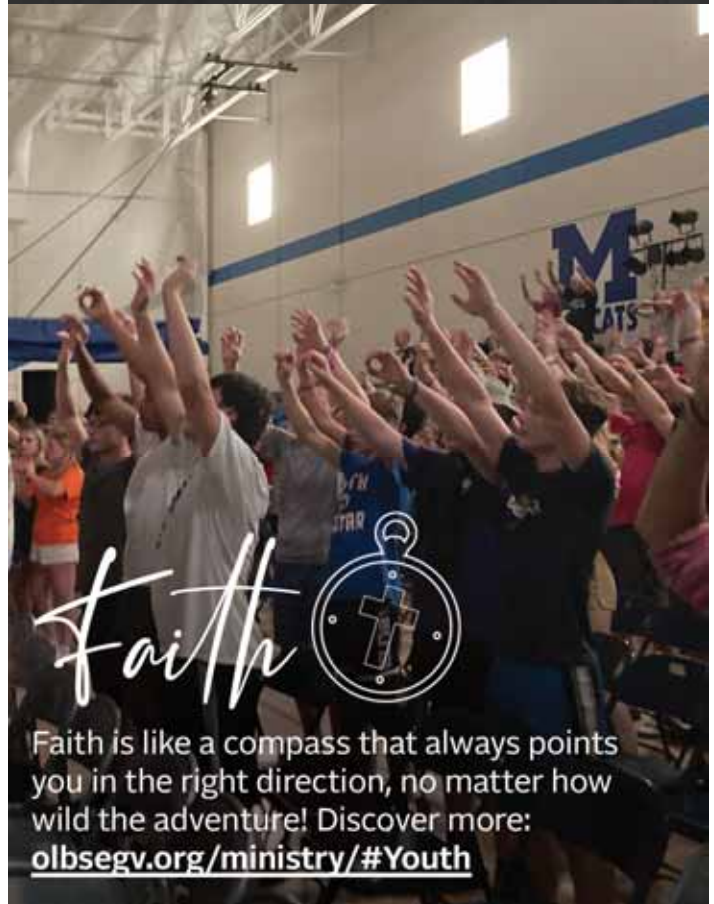 M
CATS
STAR
Faith
Faith is like a compass that always points
you in the right direction, no matter how
wild the adventure! Discover more:
olbsegv.org/ministry/#Youth